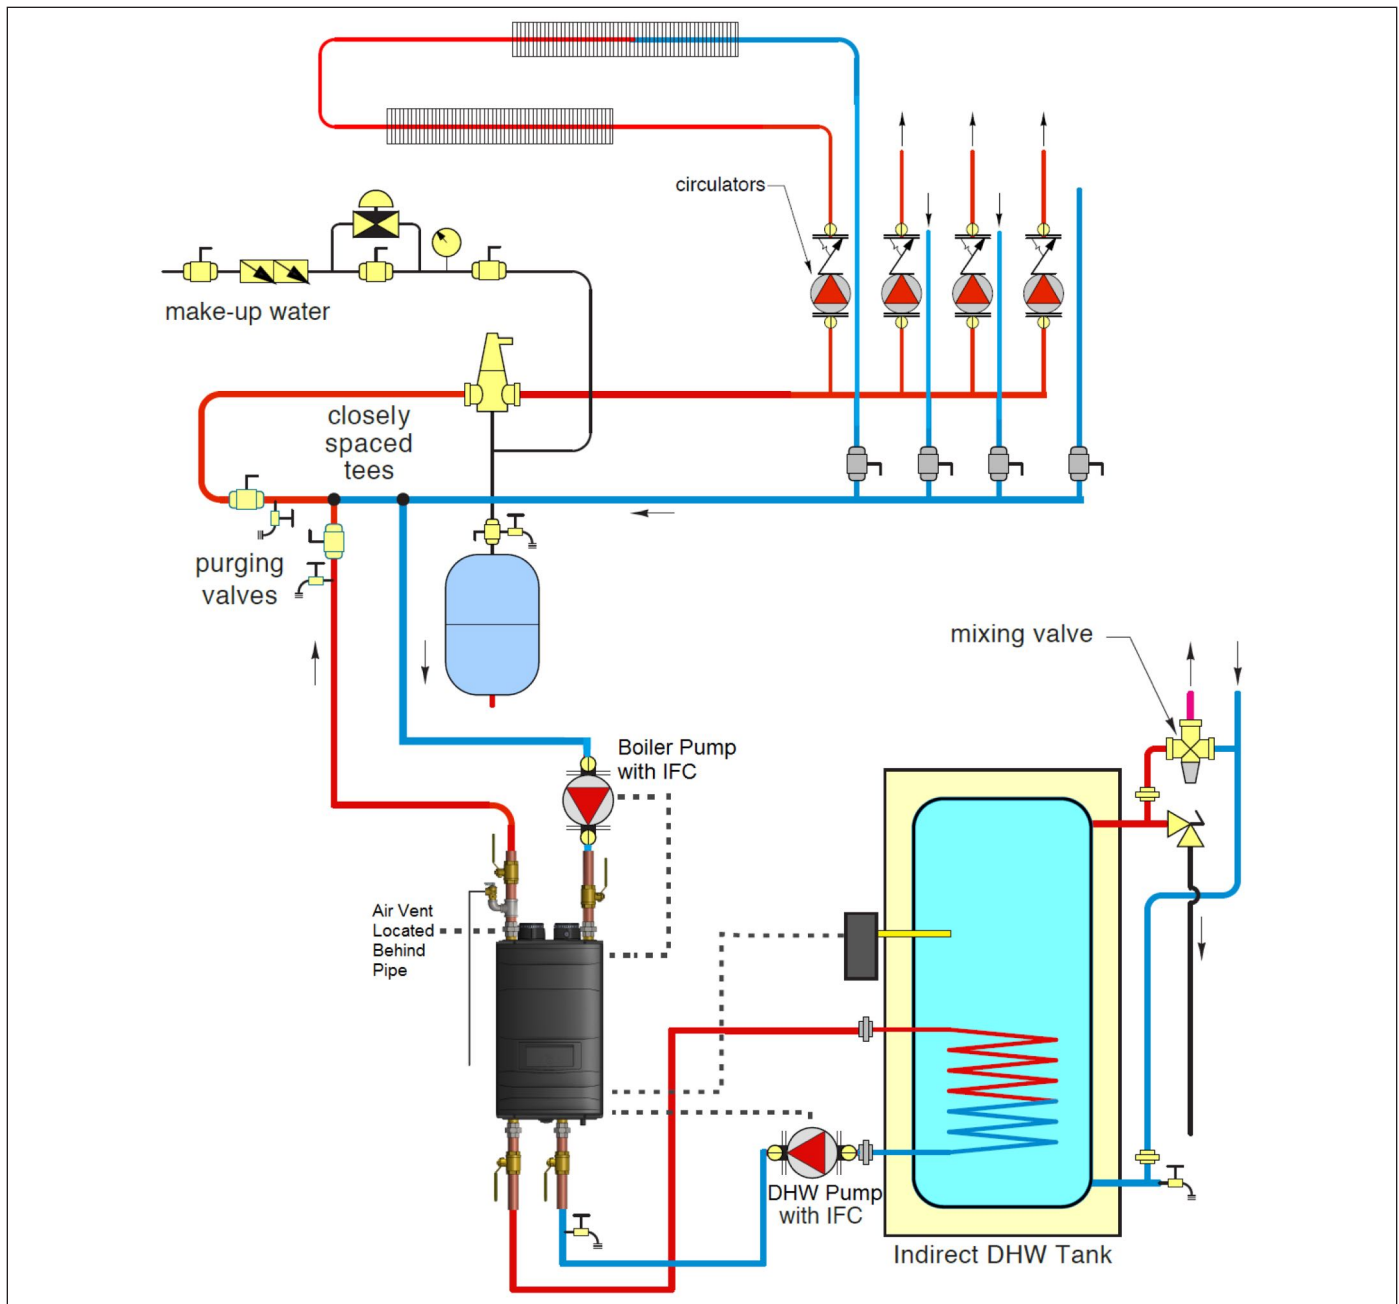 circulators
make-up water
closely
spaced
tees
purging
valves
mixing valve
Boiler Pump
with IFC
Air Vent
Located
Behind
Pipe
DHW Pump
with IFC
Indirect DHW Tank